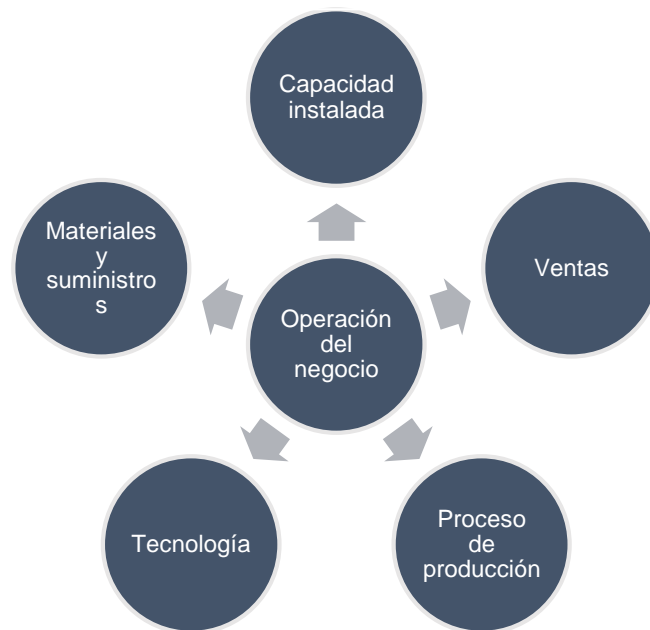 Capacidad
instalada
Ventas
Proceso
de
producción
Tecnología
Materiales
y
suministro
s
Operación
del
negocio